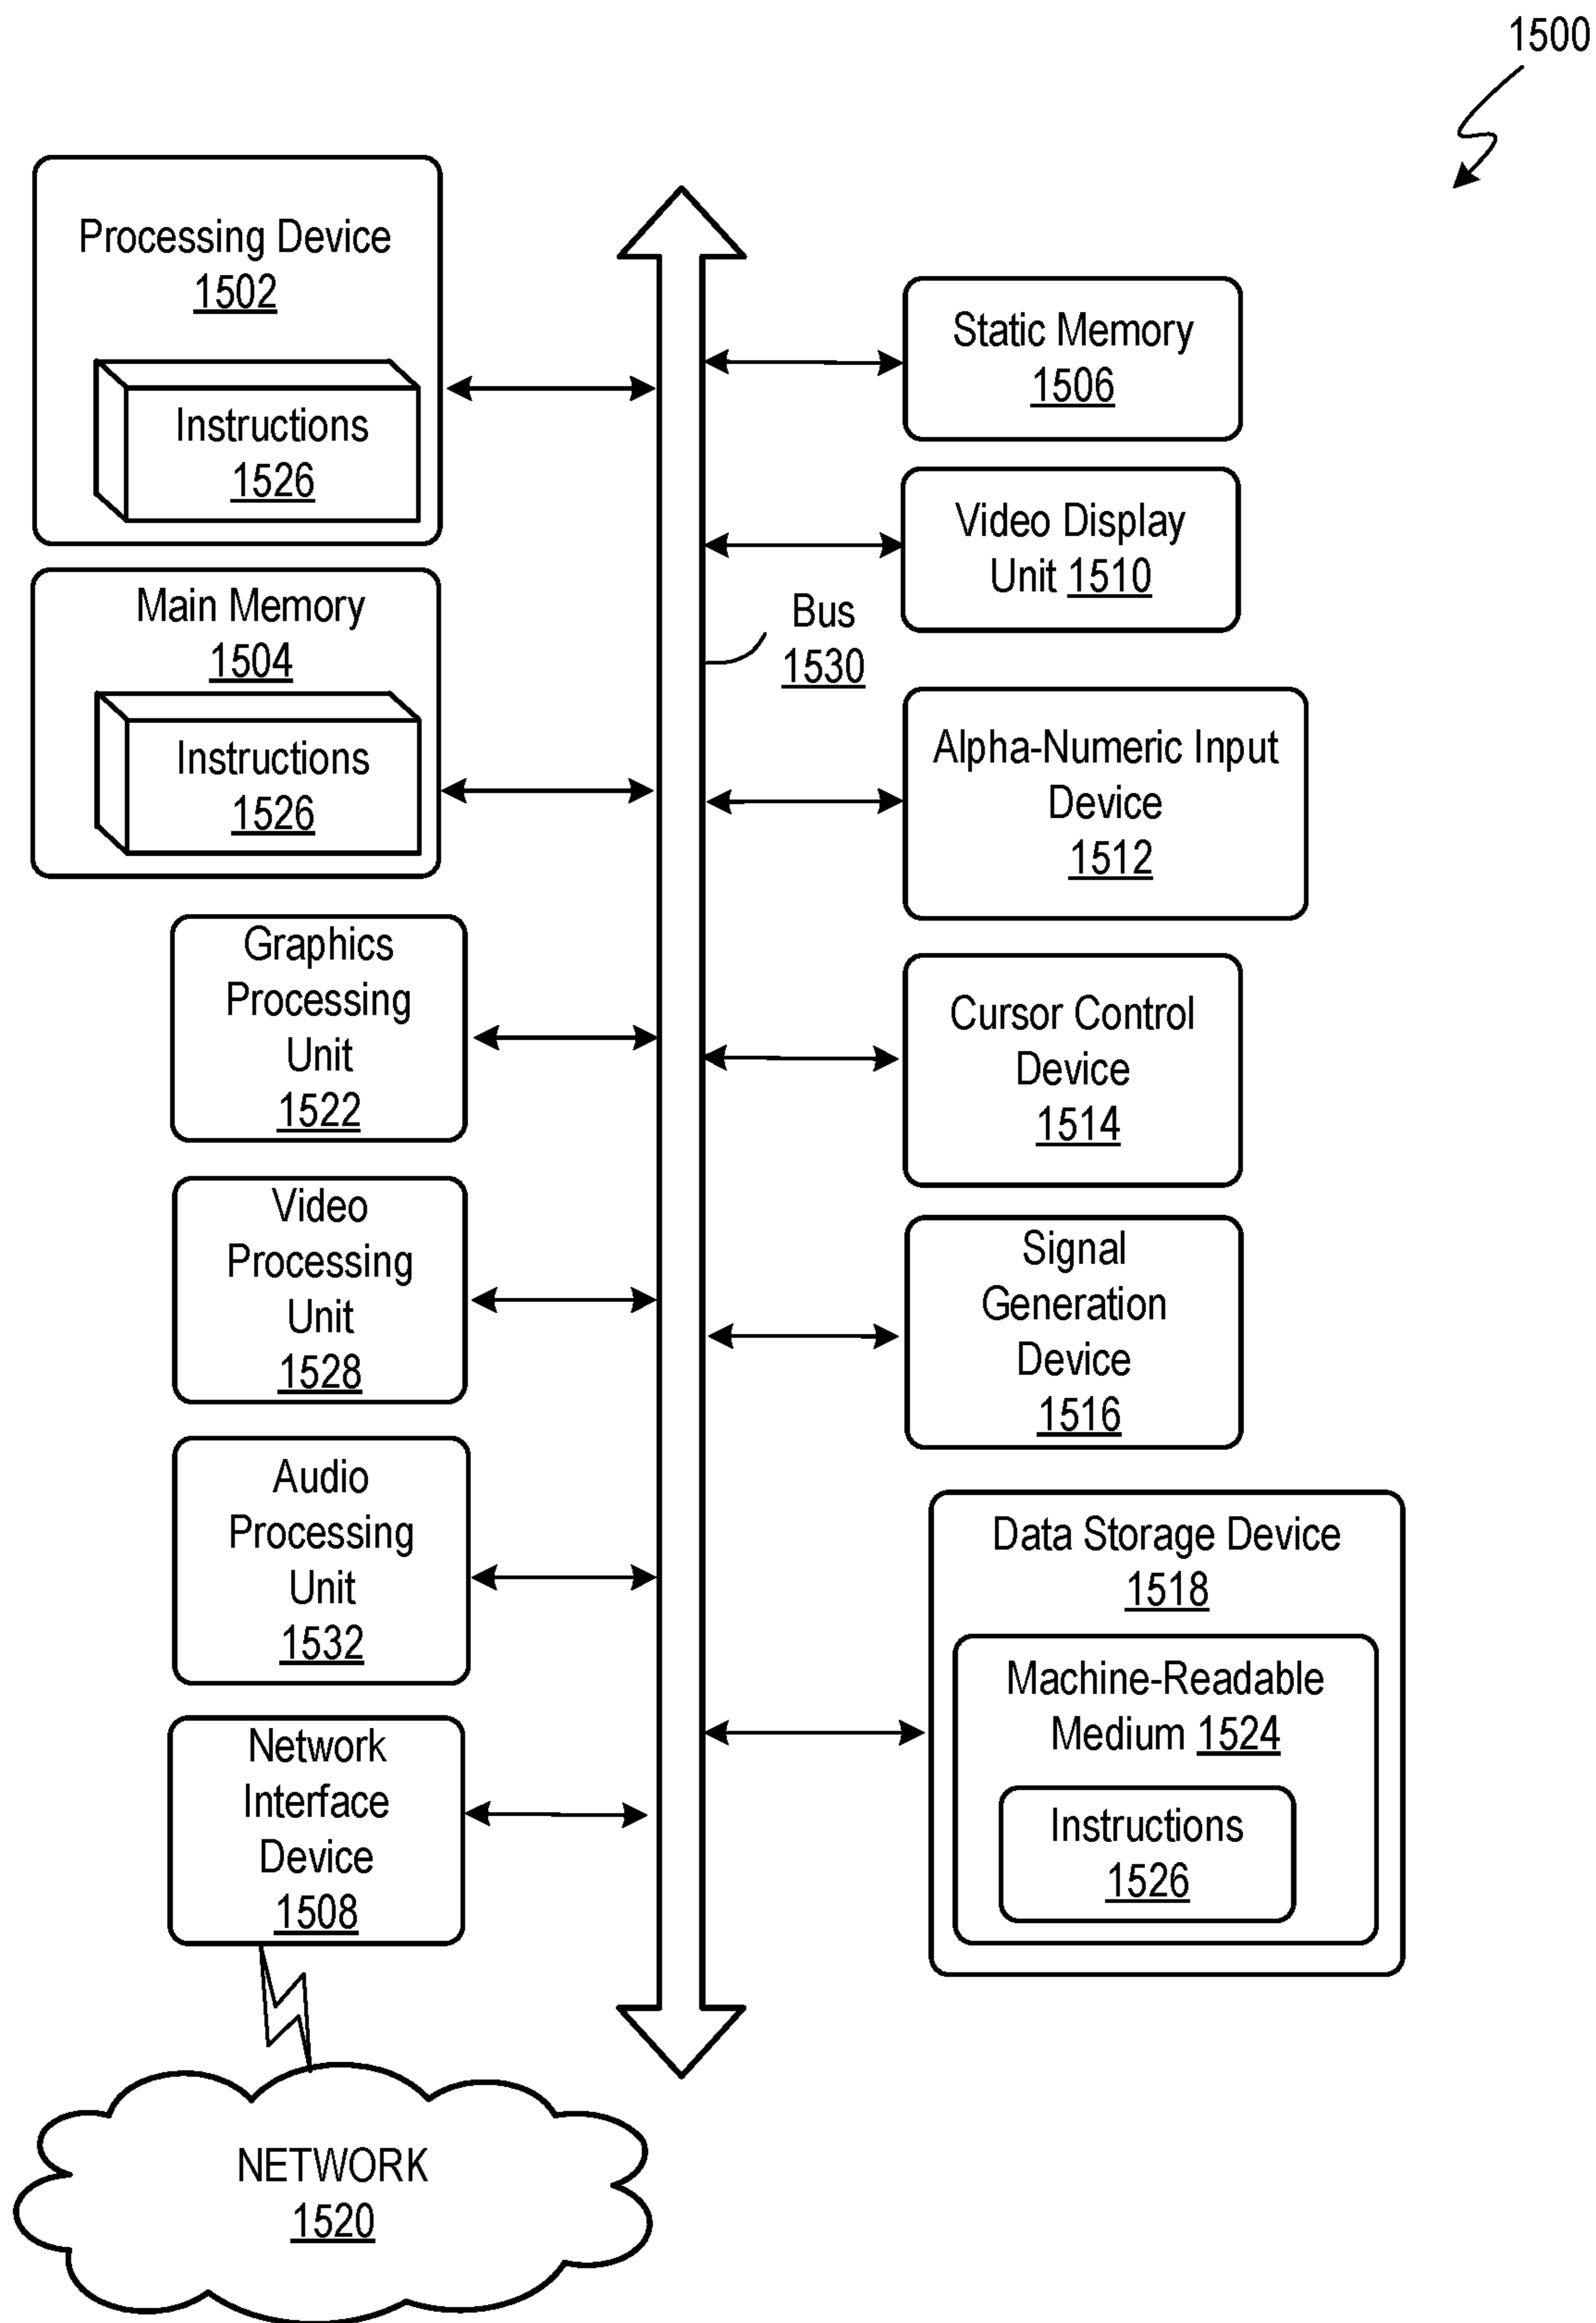 1500
Processing Device
1502
Instructions
1526
Main Memory
1504
Instructions
1526
Graphics
Processing
Unit
1522
Video
Processing
Unit
1528
Audio
Processing
Unit
1532
Network
Interface
Device
1508
NETWORK
1520
Bus
1530
Static Memory
1506
Video Display
Unit 1510
Alpha-Numeric Input
Device
1512
Cursor Control
Device
1514
Signal
Generation
Device
1516
Data Storage Device
1518
Machine-Readable
Medium 1524
Instructions
1526